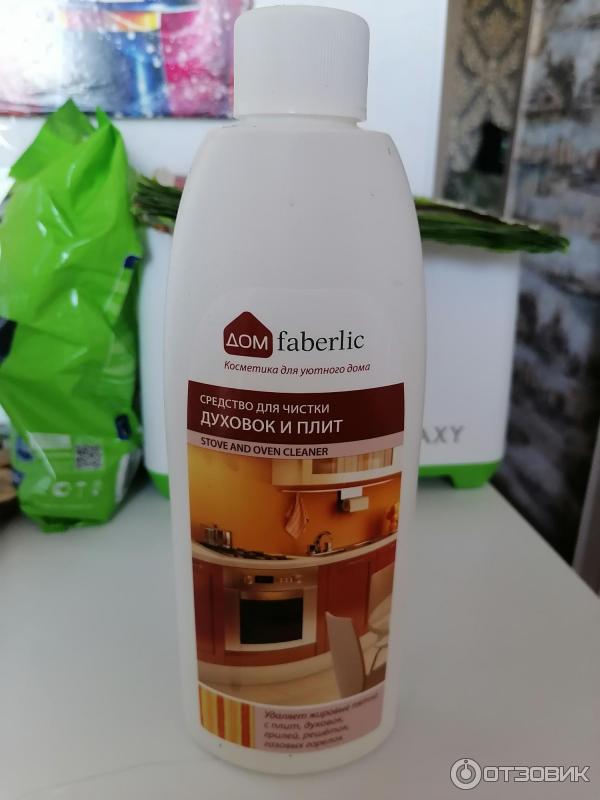 ДОМ faberlic
Косметика для уютного дома
СРЕДСТВО ДЛЯ ЧИСТКИ
ДУХОВОК И ПЛИТ
STOVE AND OVEN CLEANER
AXY
Удаляет жировые пятна
с плит, духовок,
грилей, решёток,
газовых горелок
ОТЗОВИК